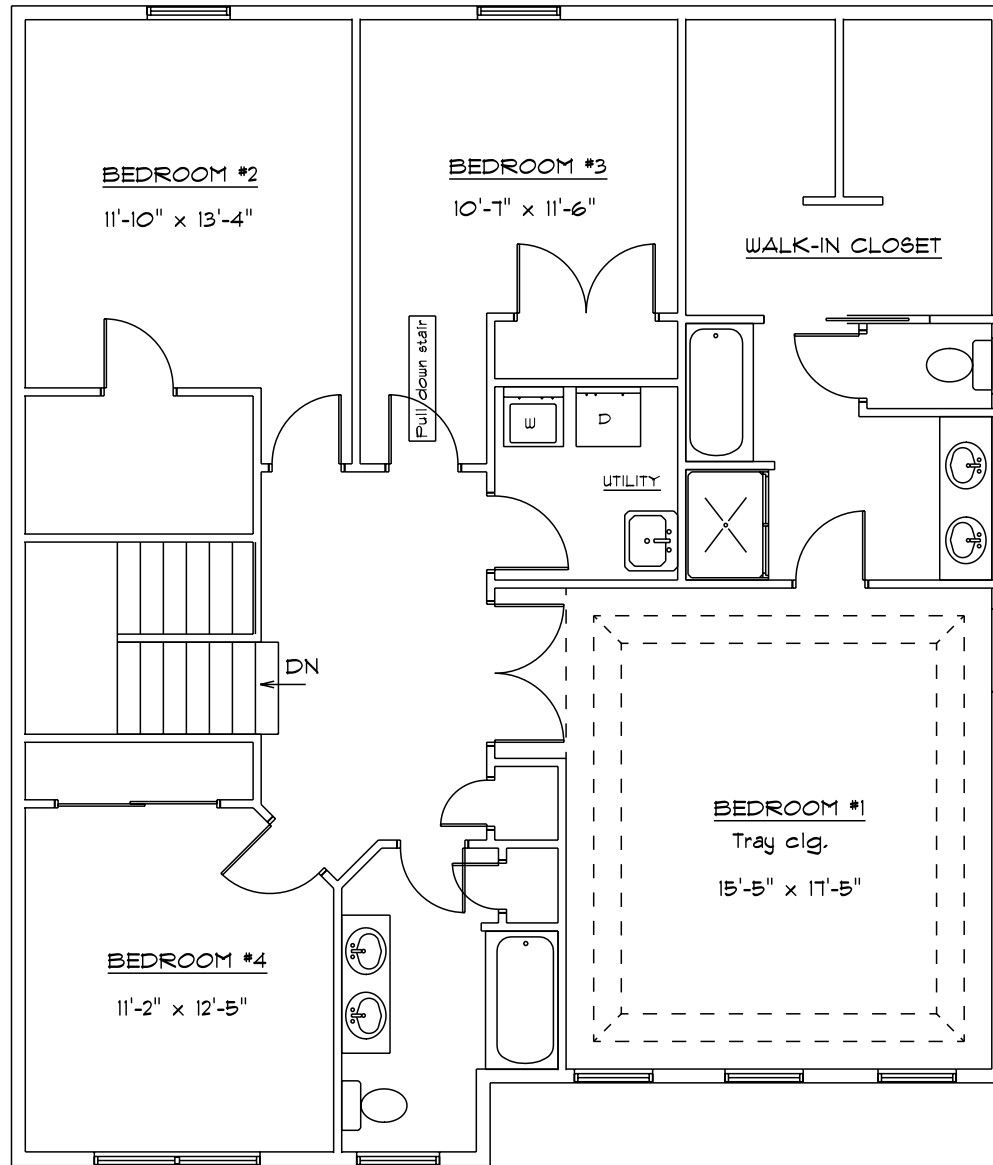 BEDROOM #2
11'-10" x 13'-4"
BEDROOM #3
10'-7" x 11'-6"
WALK-IN CLOSET
Pull down stair
W
D
UTILITY
DN
BEDROOM #1
Tray clg.
15'-5" x 17'-5"
BEDROOM #4
11'-2" x 12'-5"